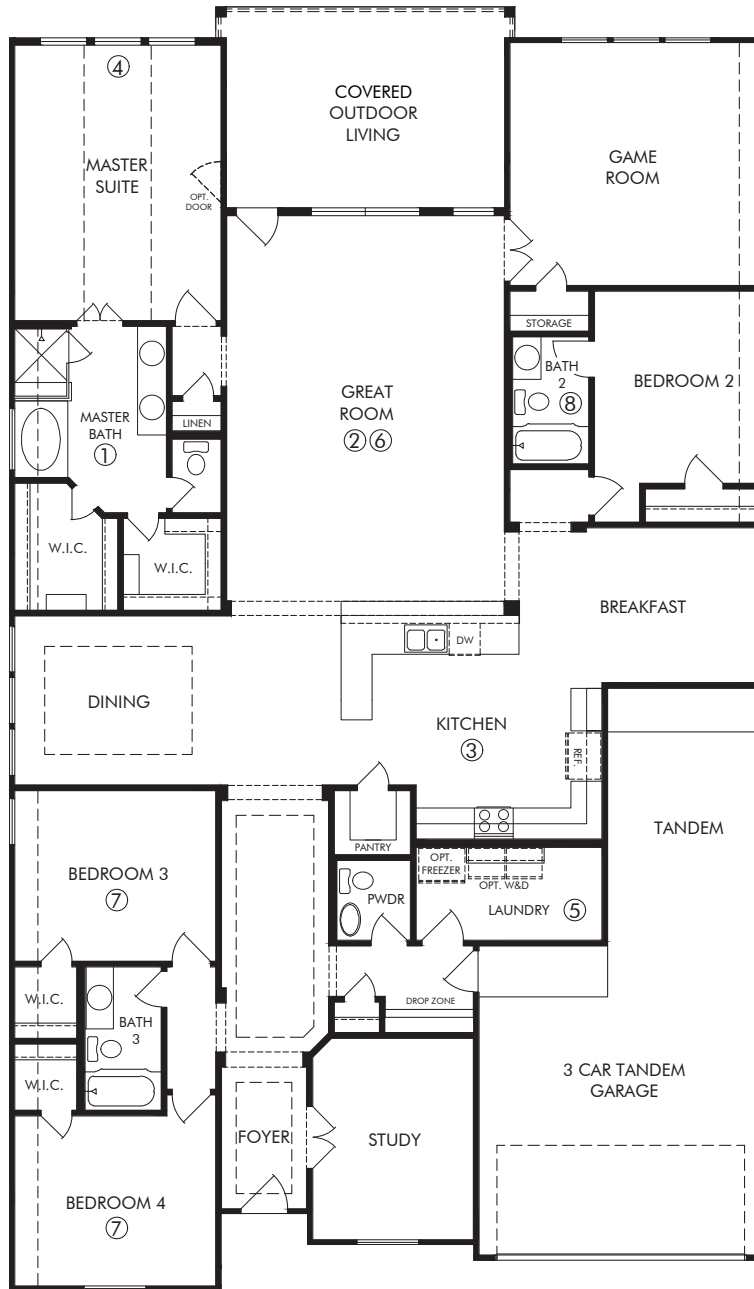 ④
COVERED
OUTDOOR
LIVING
GAME
ROOM
MASTER
SUITE
OPT.
DOOR
STORAGE
BATH
2
⑧
BEDROOM 2
GREAT
ROOM
② ⑥
MASTER
BATH
①
LINEN
W.I.C.
W.I.C.
BREAKFAST
DW
DINING
KITCHEN
③
REF.
TANDEM
PANTRY
OPT.
FREEZER
OPT. W&D
LAUNDRY ⑤
PWDR
BEDROOM 3
⑦
W.I.C.
BATH
3
DROP ZONE
W.I.C.
3 CAR TANDEM
GARAGE
FOYER
STUDY
BEDROOM 4
⑦